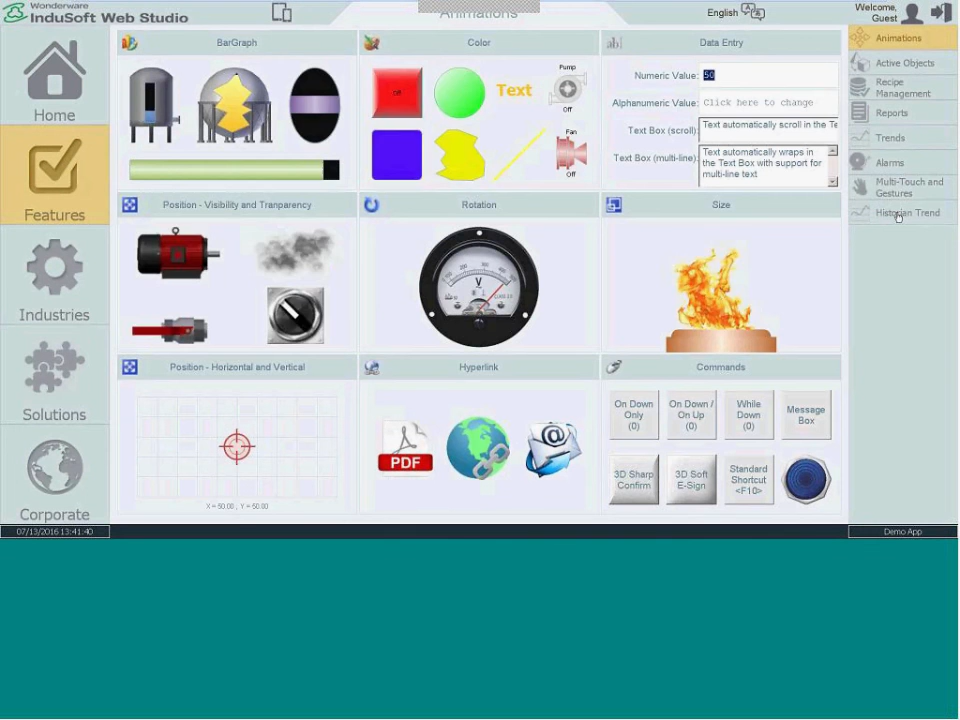 Wonderware
InduSoft Web Studio
Animations
English
Welcome,
Guest
Home
Features
Industries
Solutions
Corporate
07/13/2016 13:41:40
BarGraph
Color
Off
Text
Pump
Off
Fan
Off
Data Entry
Numeric Value: 50
Alphanumeric Value: Click here to change
Text Box (scroll): Text automatically scroll in the Te
Text Box (multi-line): Text automatically wraps in
the Text Box with support for
multi-line text
Position - Visibility and Tranparency
Rotation
V
Size
Position - Horizontal and Vertical
X = 50.00 , Y = 50.00
Hyperlink
PDF
@
Commands
On Down
Only
(0)
On Down /
On Up
(0)
While
Down
(0)
Message
Box
3D Sharp
Confirm
3D Soft
E-Sign
Standard
Shortcut
<F10>
Animations
Active Objects
Recipe
Management
Reports
Trends
Alarms
Multi-Touch and
Gestures
Historian Trend
Demo App